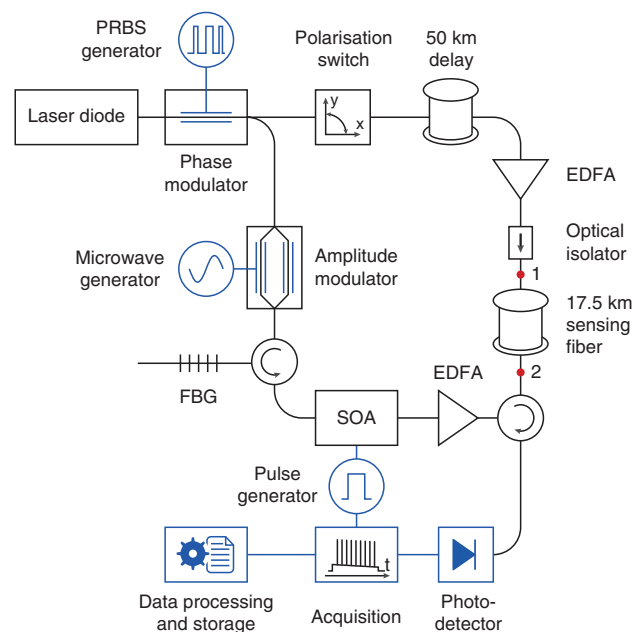 PRBS
generator
Polarisation
switch
50 km
delay
Laser diode
y
x
Phase
modulator
EDFA
Optical
isolator
Microwave
generator
Amplitude
modulator
1
17.5 km
sensing
fiber
2
FBG
EDFA
SOA
Pulse
generator
t
Data processing
and storage
Acquisition
Photo-
detector